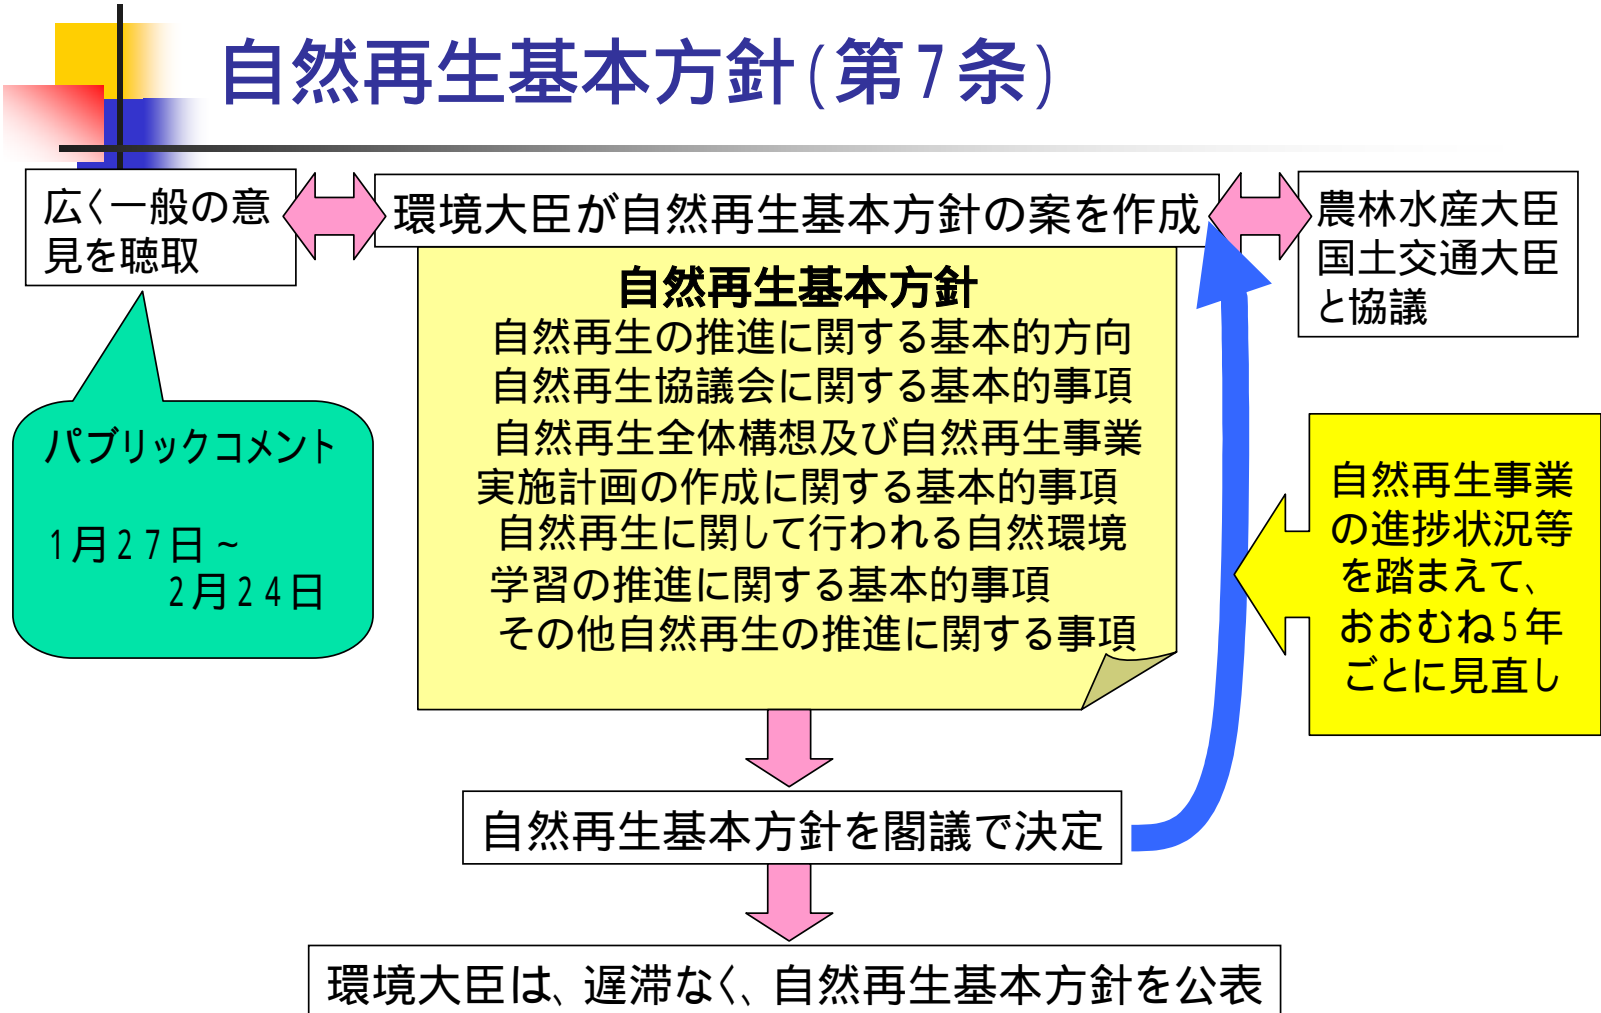 自然再生基本方針(第7条)
広く一般の意
見を聴取
環境大臣が自然再生基本方針の案を作成
農林水産大臣
国土交通大臣
と協議
自然再生基本方針
自然再生の推進に関する基本的方向
自然再生協議会に関する基本的事項
自然再生全体構想及び自然再生事業
実施計画の作成に関する基本的事項
自然再生に関して行われる自然環境
学習の推進に関する基本的事項
その他自然再生の推進に関する事項
パブリックコメント
1月27日~
2月24日
自然再生事業
の進捗状況等
を踏まえて、
おおむね5年
ごとに見直し
自然再生基本方針を閣議で決定
環境大臣は、遅滞なく、自然再生基本方針を公表